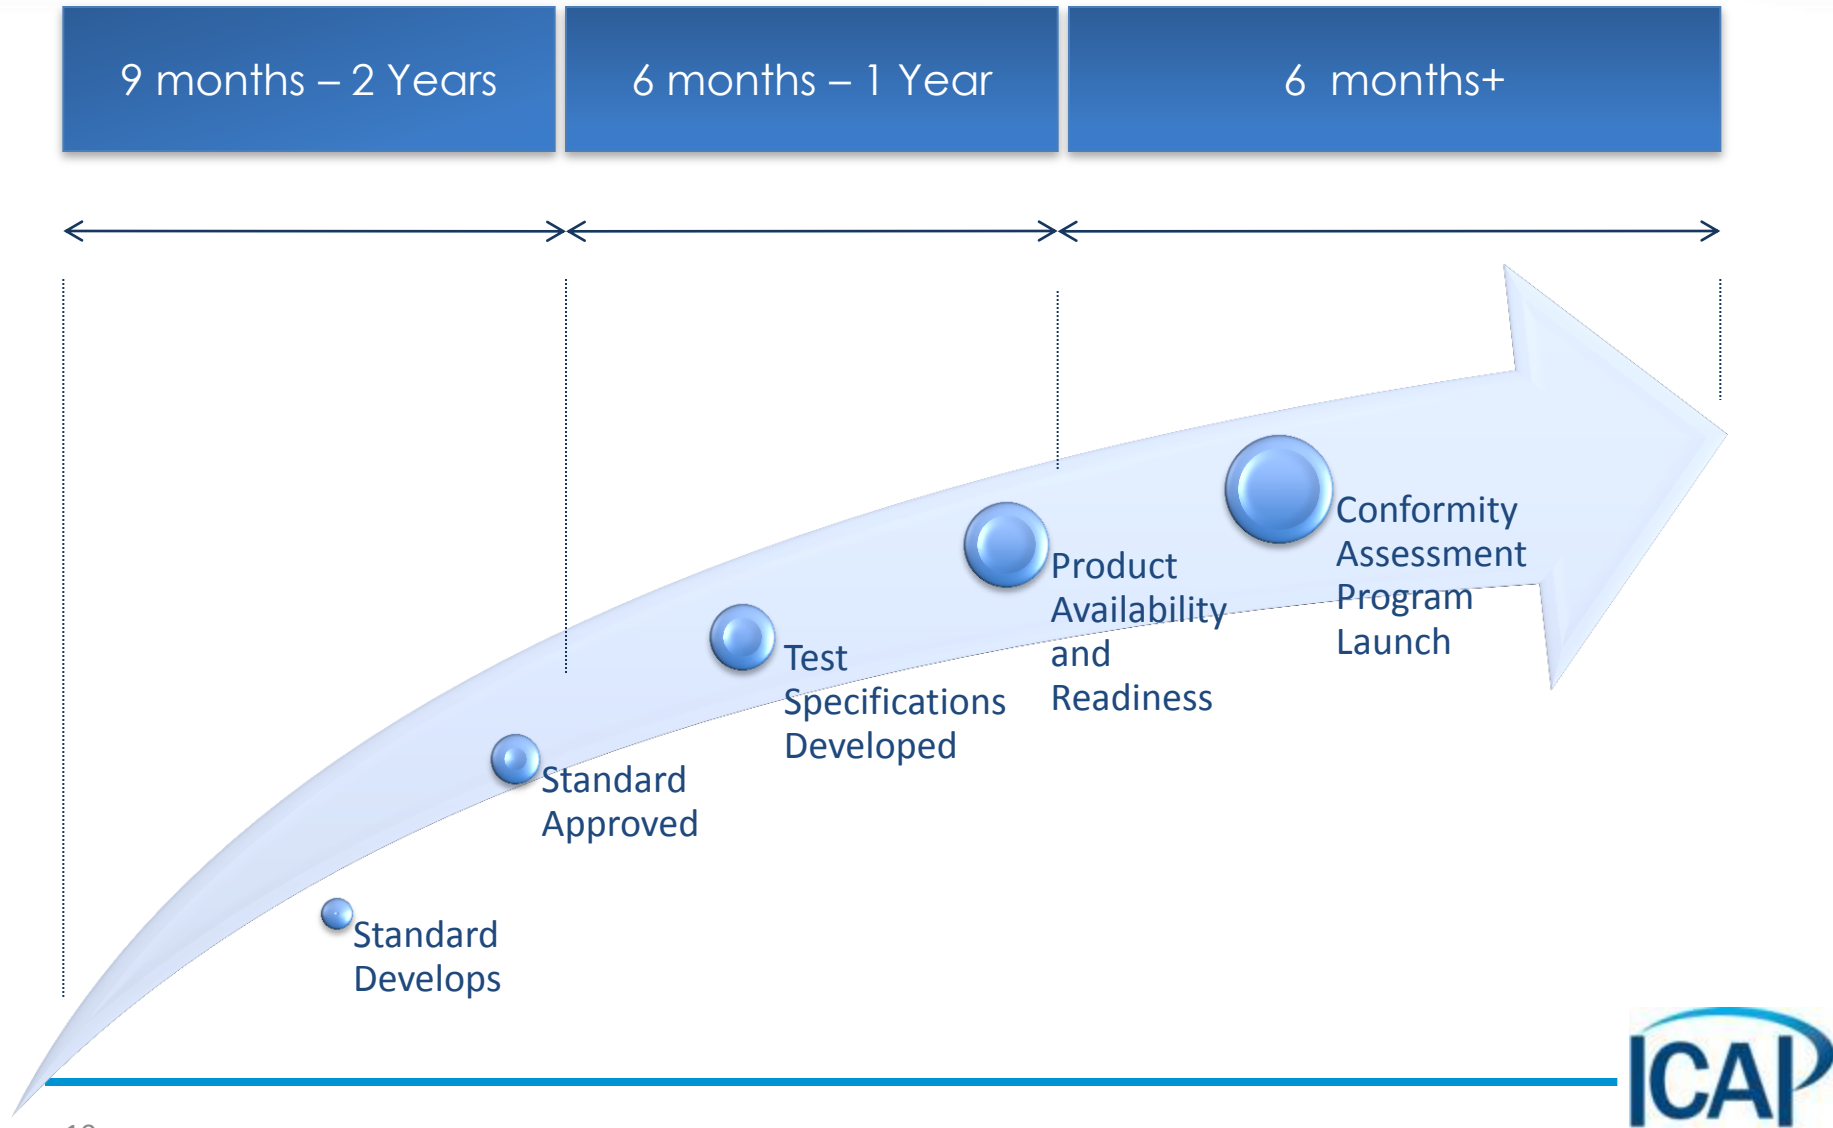 9 months – 2 Years
6 months – 1 Year
6 months+
Conformity
Assessment
Program
Launch
Product
Availability
and
Readiness
Test
Specifications
Developed
Standard
Approved
Standard
Develops
ICAP